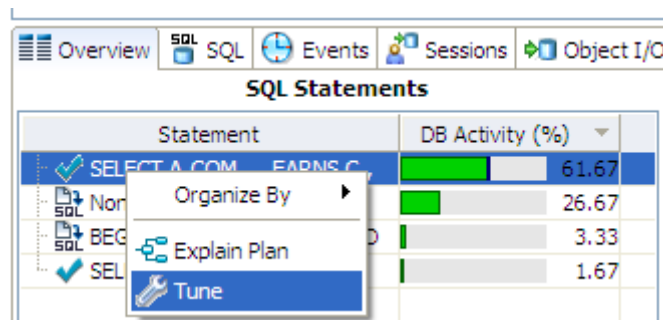 Overview SQL SQL Events Sessions Object I/O
SQL Statements
Statement DB Activity (%)
SELECT A.COM... EARNS C., 61.67
SQL Non 26.67
Organize By
SQL BEG 3.33
Explain Plan
SEL 1.67
Tune